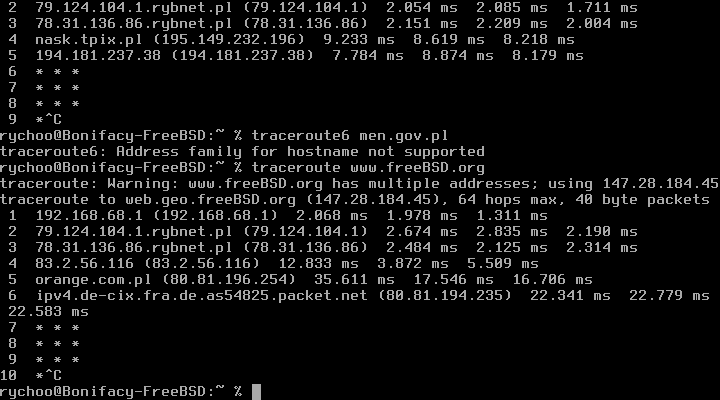 2  79.124.104.1.rybnet.pl (79.124.104.1)  2.054 ms  2.085 ms  1.711 ms
 3  78.31.136.86.rybnet.pl (78.31.136.86)  2.151 ms  2.209 ms  2.004 ms
 4  nask.tpix.pl (195.149.232.196)  9.233 ms  8.619 ms  8.218 ms
 5  194.181.237.38 (194.181.237.38)  7.784 ms  8.874 ms  8.179 ms
 6  * * *
 7  * * *
 8  * * *
 9  *^C
rychoo@Bonifacy-FreeBSD:~ % traceroute6 men.gov.pl
traceroute6: Address family for hostname not supported
rychoo@Bonifacy-FreeBSD:~ % traceroute www.freeBSD.org
traceroute: Warning: www.freeBSD.org has multiple addresses; using 147.28.184.45
traceroute to web.geo.freeBSD.org (147.28.184.45), 64 hops max, 40 byte packets
 1  192.168.68.1 (192.168.68.1)  2.068 ms  1.978 ms  1.311 ms
 2  79.124.104.1.rybnet.pl (79.124.104.1)  2.674 ms  2.835 ms  2.190 ms
 3  78.31.136.86.rybnet.pl (78.31.136.86)  2.484 ms  2.125 ms  2.314 ms
 4  83.2.56.116 (83.2.56.116)  12.833 ms  3.872 ms  5.509 ms
 5  orange.com.pl (80.81.196.254)  35.611 ms  17.546 ms  16.706 ms
 6  ipv4.de-cix.fra.de.as54825.packet.net (80.81.194.235)  22.341 ms  22.779 ms
22.583 ms
 7  * * *
 8  * * *
 9  * * *
10  *^C
rychoo@Bonifacy-FreeBSD:~ %